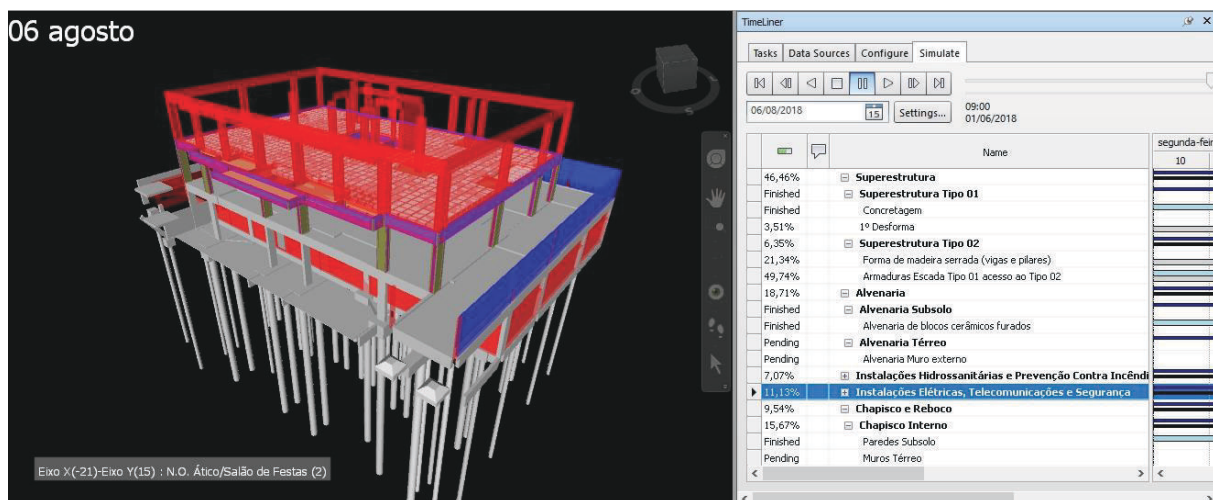 06 agosto
Eixo X(-21)-Eixo Y(15) : N.O. Ático/Salão de Festas (2)
TimeLiner
Tasks Data Sources Configure Simulate
06/08/2018 15 Settings... 09:00
01/06/2018
Name segunda-feir
10
46,46% Superestrutura
Finished Superestrutura Tipo 01
Finished Concretagem
3,51% 1º Desforma
6,35% Superestrutura Tipo 02
21,34% Forma de madeira serrada (vigas e pilares)
49,74% Armaduras Escada Tipo 01 acesso ao Tipo 02
18,71% Alvenaria
Finished Alvenaria Subsolo
Finished Alvenaria de blocos cerâmicos furados
Pending Alvenaria Térreo
Pending Alvenaria Muro externo
7,07% Instalações Hidrossanitárias e Prevenção Contra Incêndi
11,13% Instalações Elétricas, Telecomunicações e Segurança
9,54% Chapisco e Reboco
15,67% Chapisco Interno
Finished Paredes Subsolo
Pending Muros Térreo